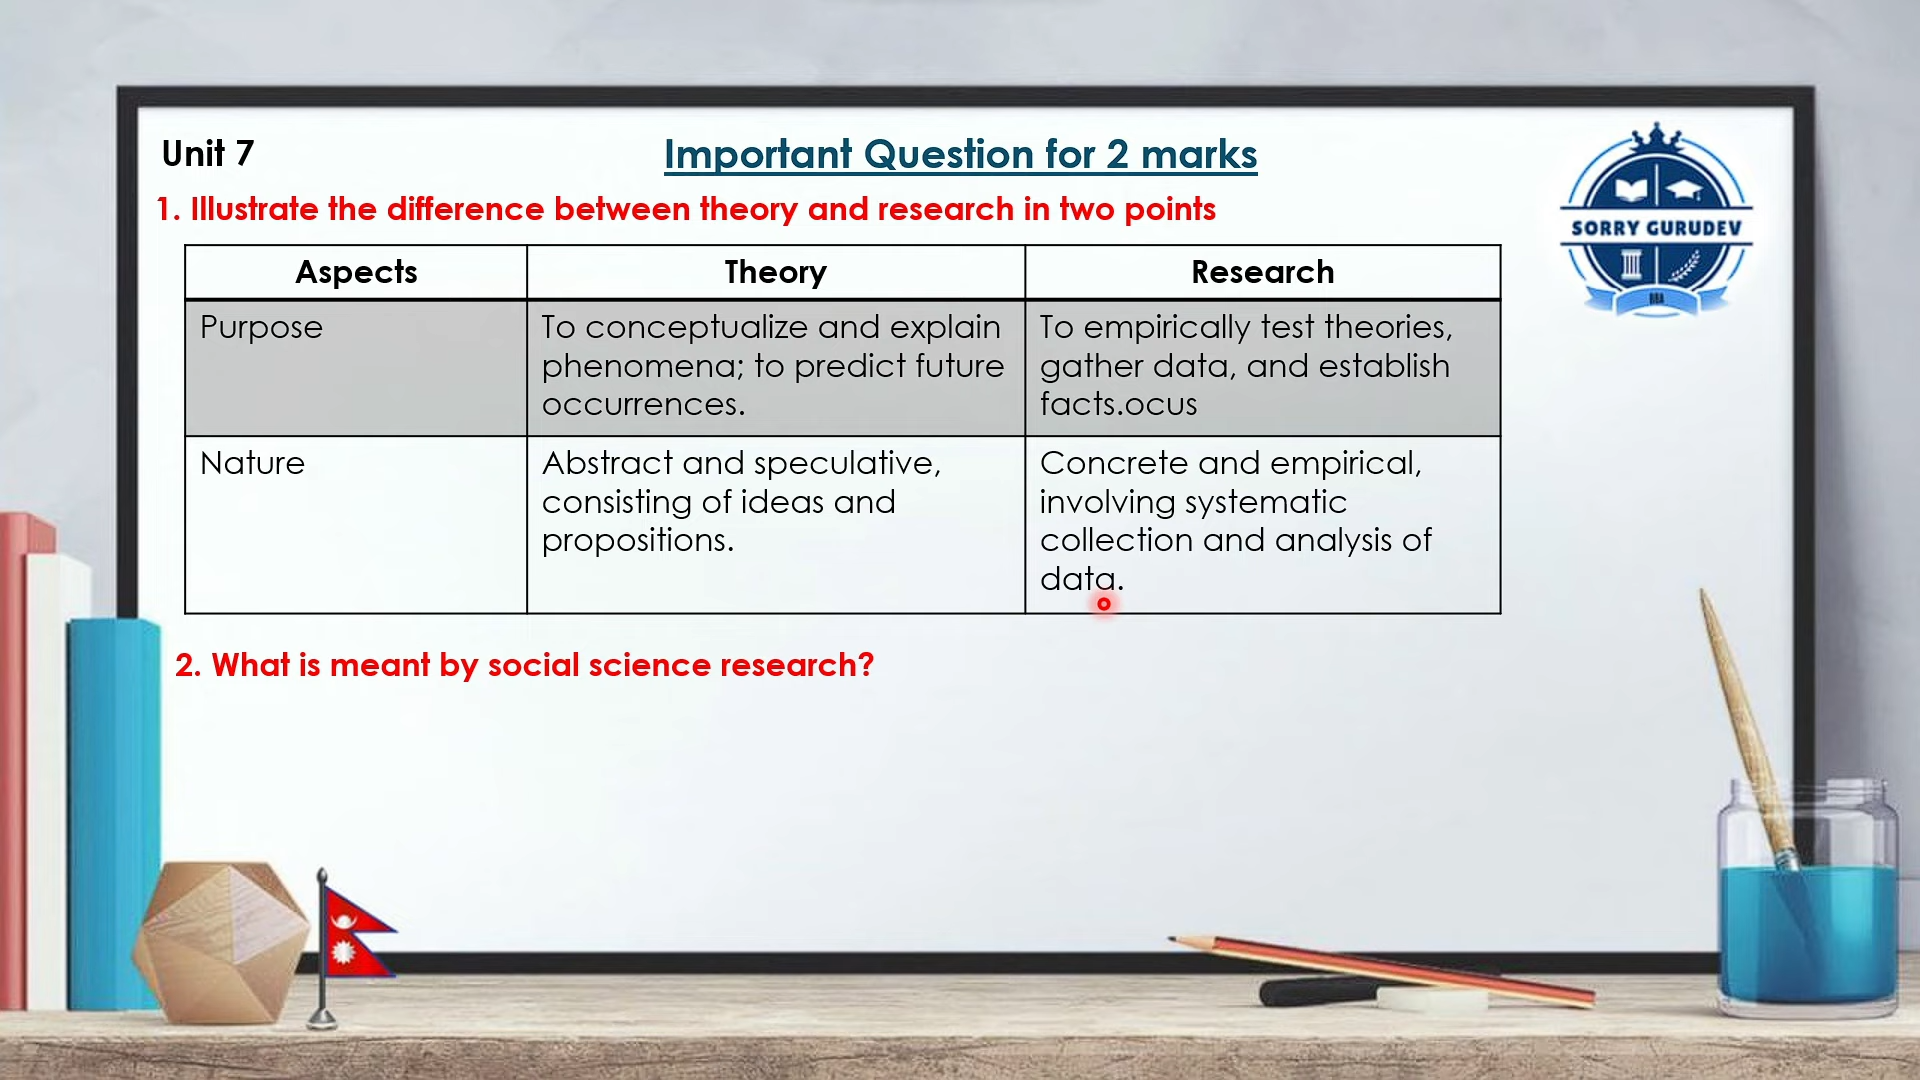 Unit 7
Important Question for 2 marks
1. Illustrate the difference between theory and research in two points
Aspects
Theory
Research
Purpose
To conceptualize and explain
phenomena; to predict future
occurrences.
To empirically test theories,
gather data, and establish
facts.ocus
Nature
Abstract and speculative,
consisting of ideas and
propositions.
Concrete and empirical,
involving systematic
collection and analysis of
data.
2. What is meant by social science research?
SORRY GURUDEV
BBA